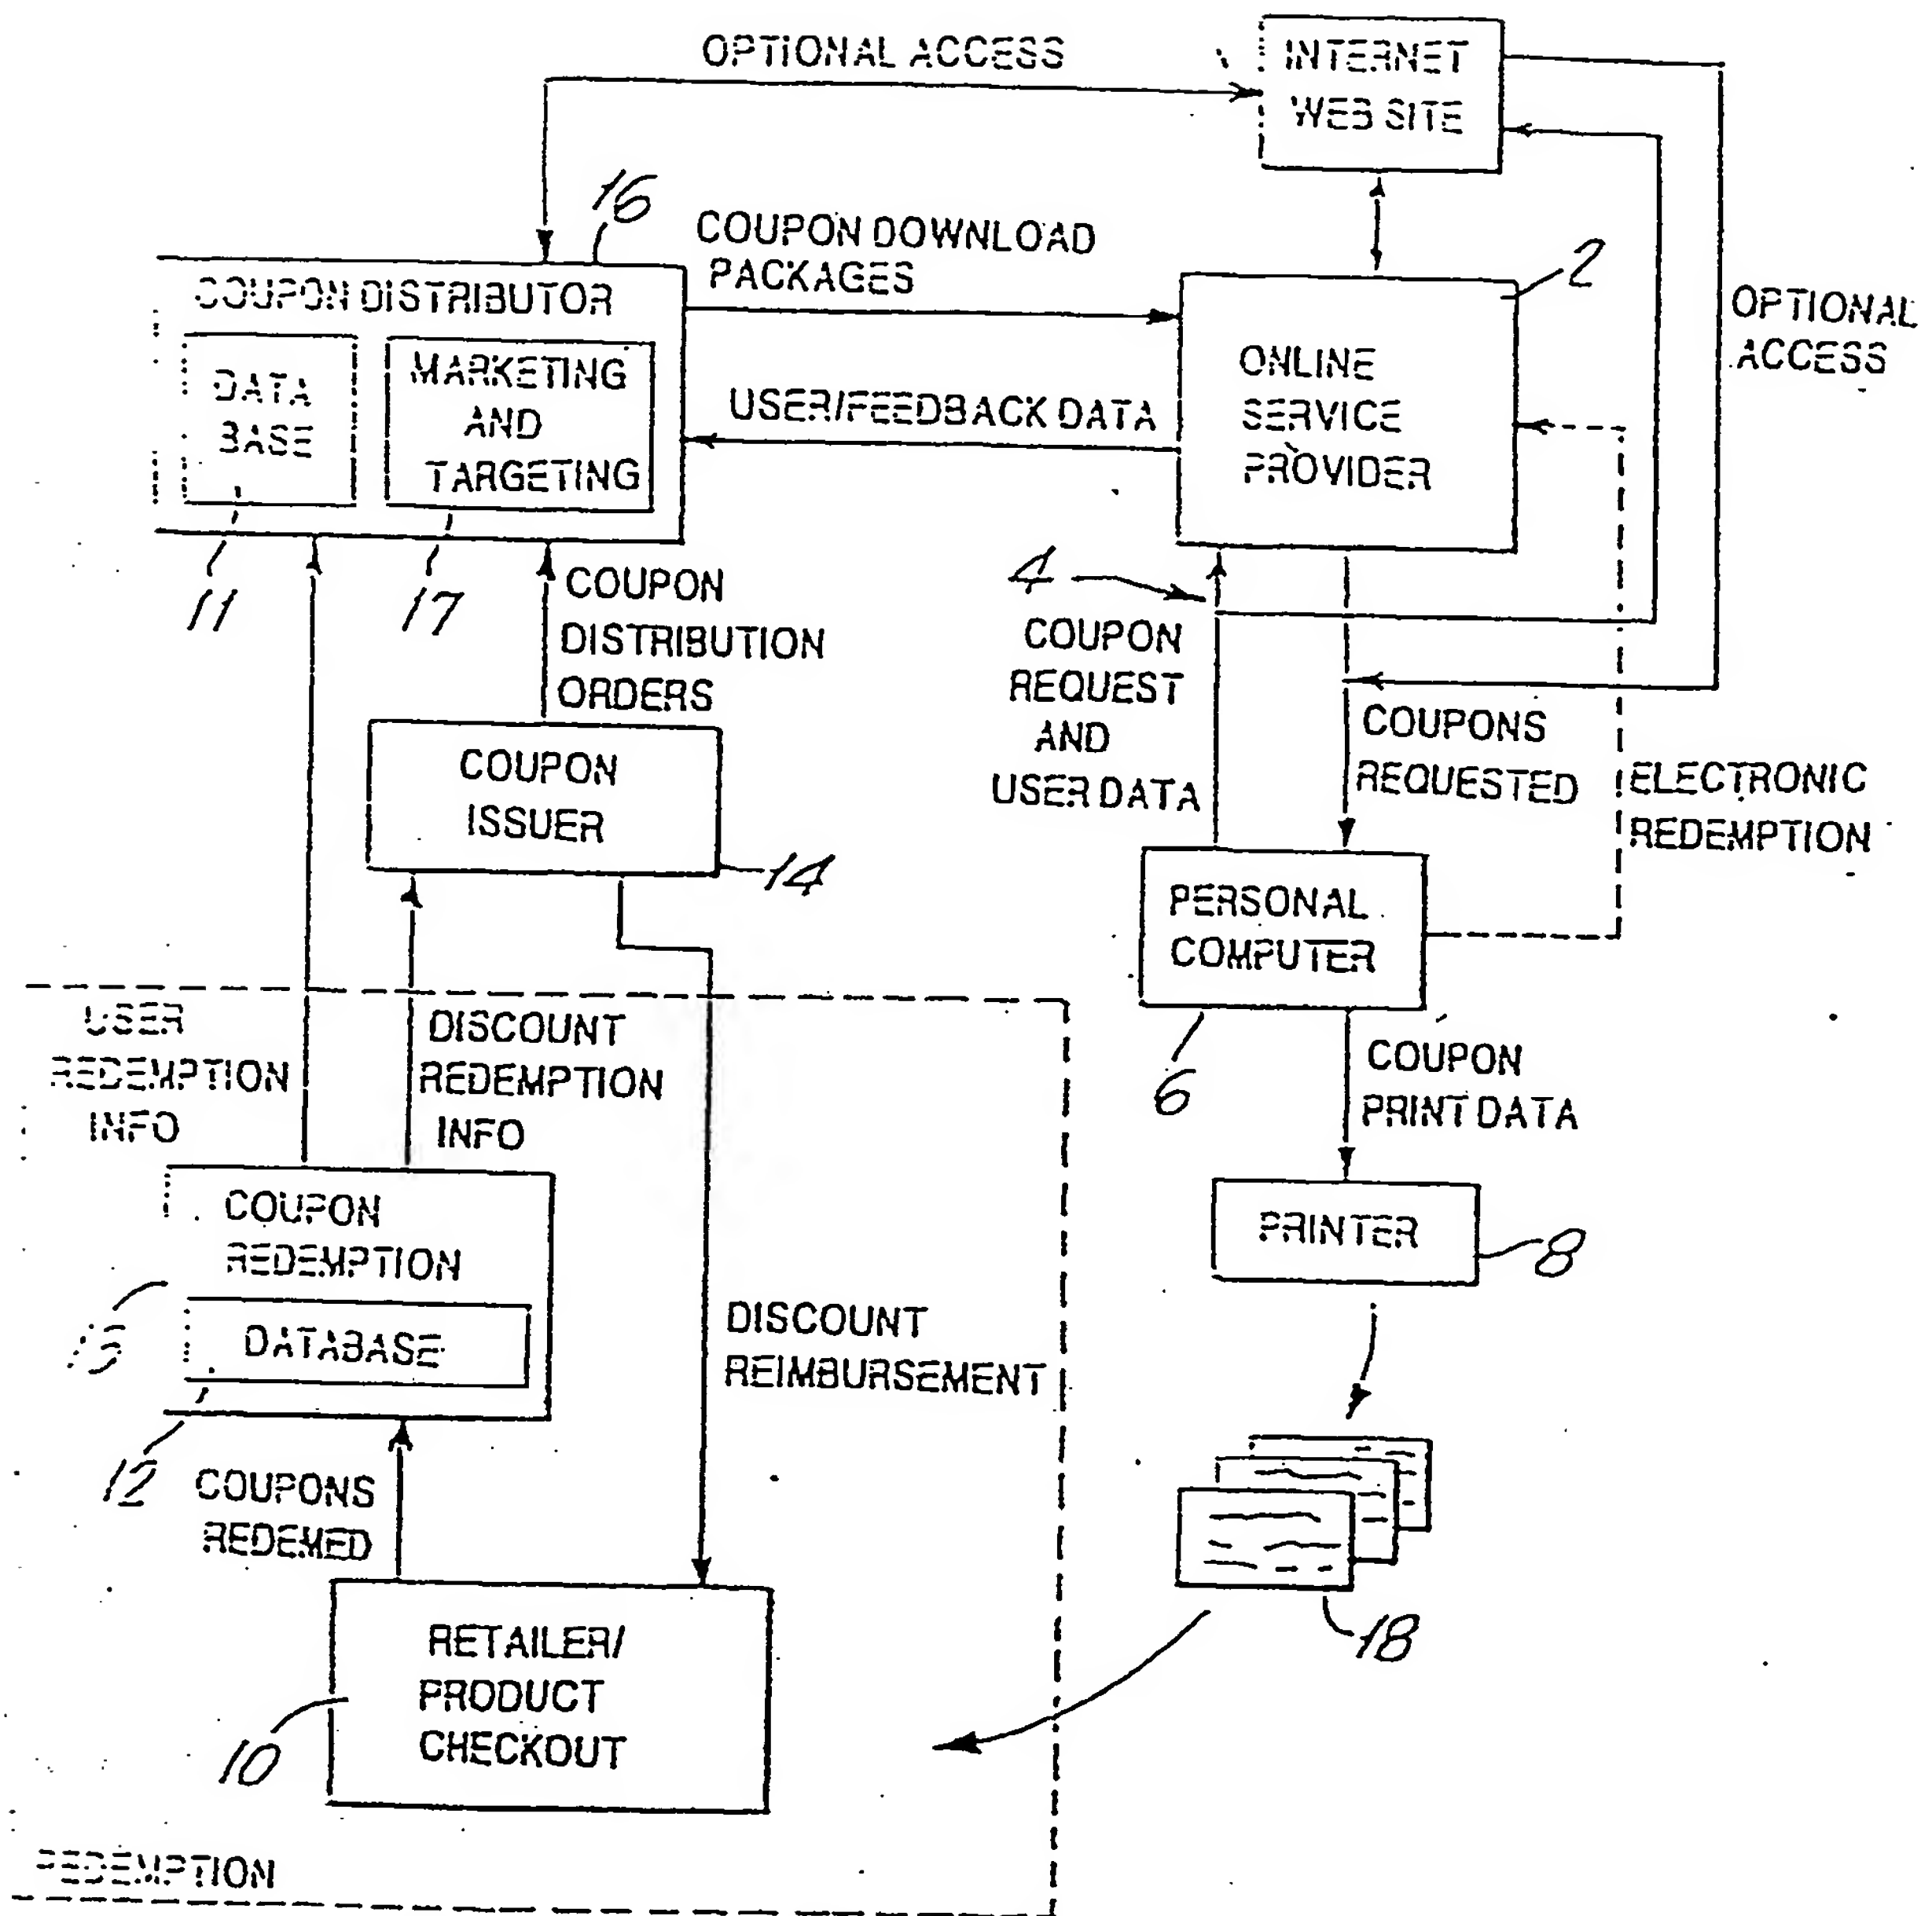 OPTIONAL ACCESS
INTERNET
WEB SITE
16
COUPON DOWNLOAD
PACKAGES
2
COUPON DISTRIBUTOR
DATA
BASE
MARKETING
AND
TARGETING
USER/FEEDBACK DATA
ONLINE
SERVICE
PROVIDER
OPTIONAL
ACCESS
11
17
COUPON
DISTRIBUTION
ORDERS
4
COUPON
REQUEST
AND
USER DATA
COUPONS
REQUESTED
ELECTRONIC
REDEMPTION
COUPON
ISSUER
14
PERSONAL
COMPUTER
6
USER
REDEMPTION
INFO
DISCOUNT
REDEMPTION
INFO
COUPON
PRINT DATA
COUPON
REDEMPTION
DATABASE
12
PRINTER
8
DISCOUNT
REIMBURSEMENT
COUPONS
REDEMED
18
RETAILER/
PRODUCT
CHECKOUT
10
REDEMPTION